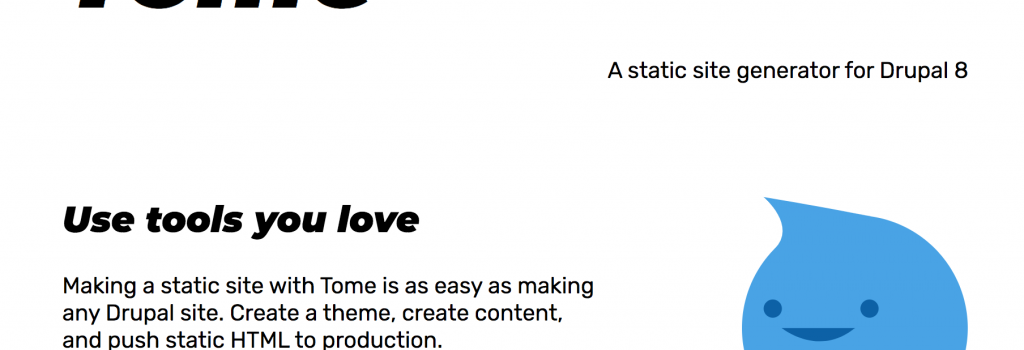 Tome
A static site generator for Drupal 8
Use tools you love
Making a static site with Tome is as easy as making
any Drupal site. Create a theme, create content,
and push static HTML to production.